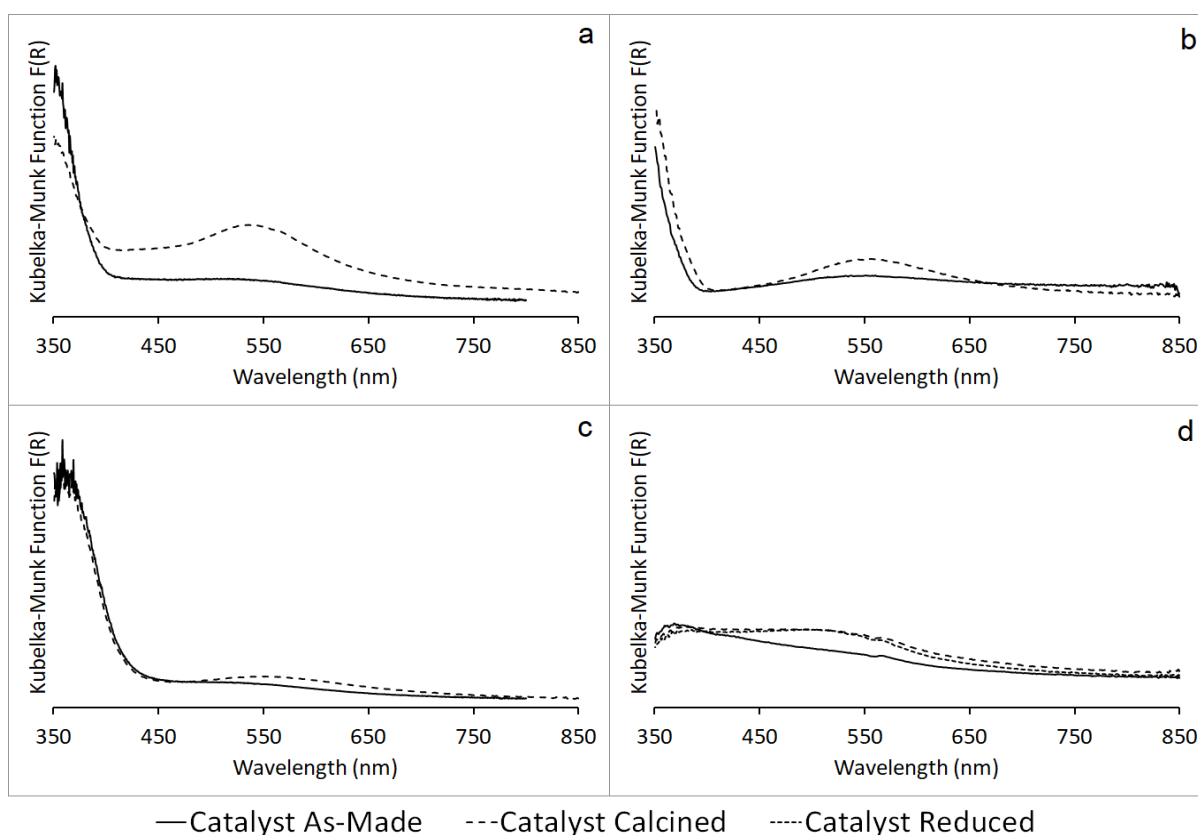 a
Kubelka-Munk Function F(R)
350 450 550 650 750 850
Wavelength (nm)
b
Kubelka-Munk Function F(R)
350 450 550 650 750 850
Wavelength (nm)
c
Kubelka-Munk Function F(R)
350 450 550 650 750 850
Wavelength (nm)
d
Kubelka-Munk Function F(R)
350 450 550 650 750 850
Wavelength (nm)
Catalyst As-Made Catalyst Calcined Catalyst Reduced